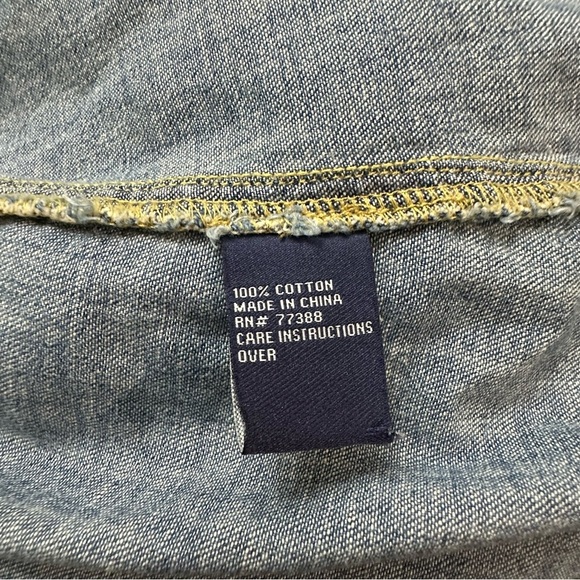 100% COTTON
MADE IN CHINA
RN# 77388
CARE INSTRUCTIONS
OVER